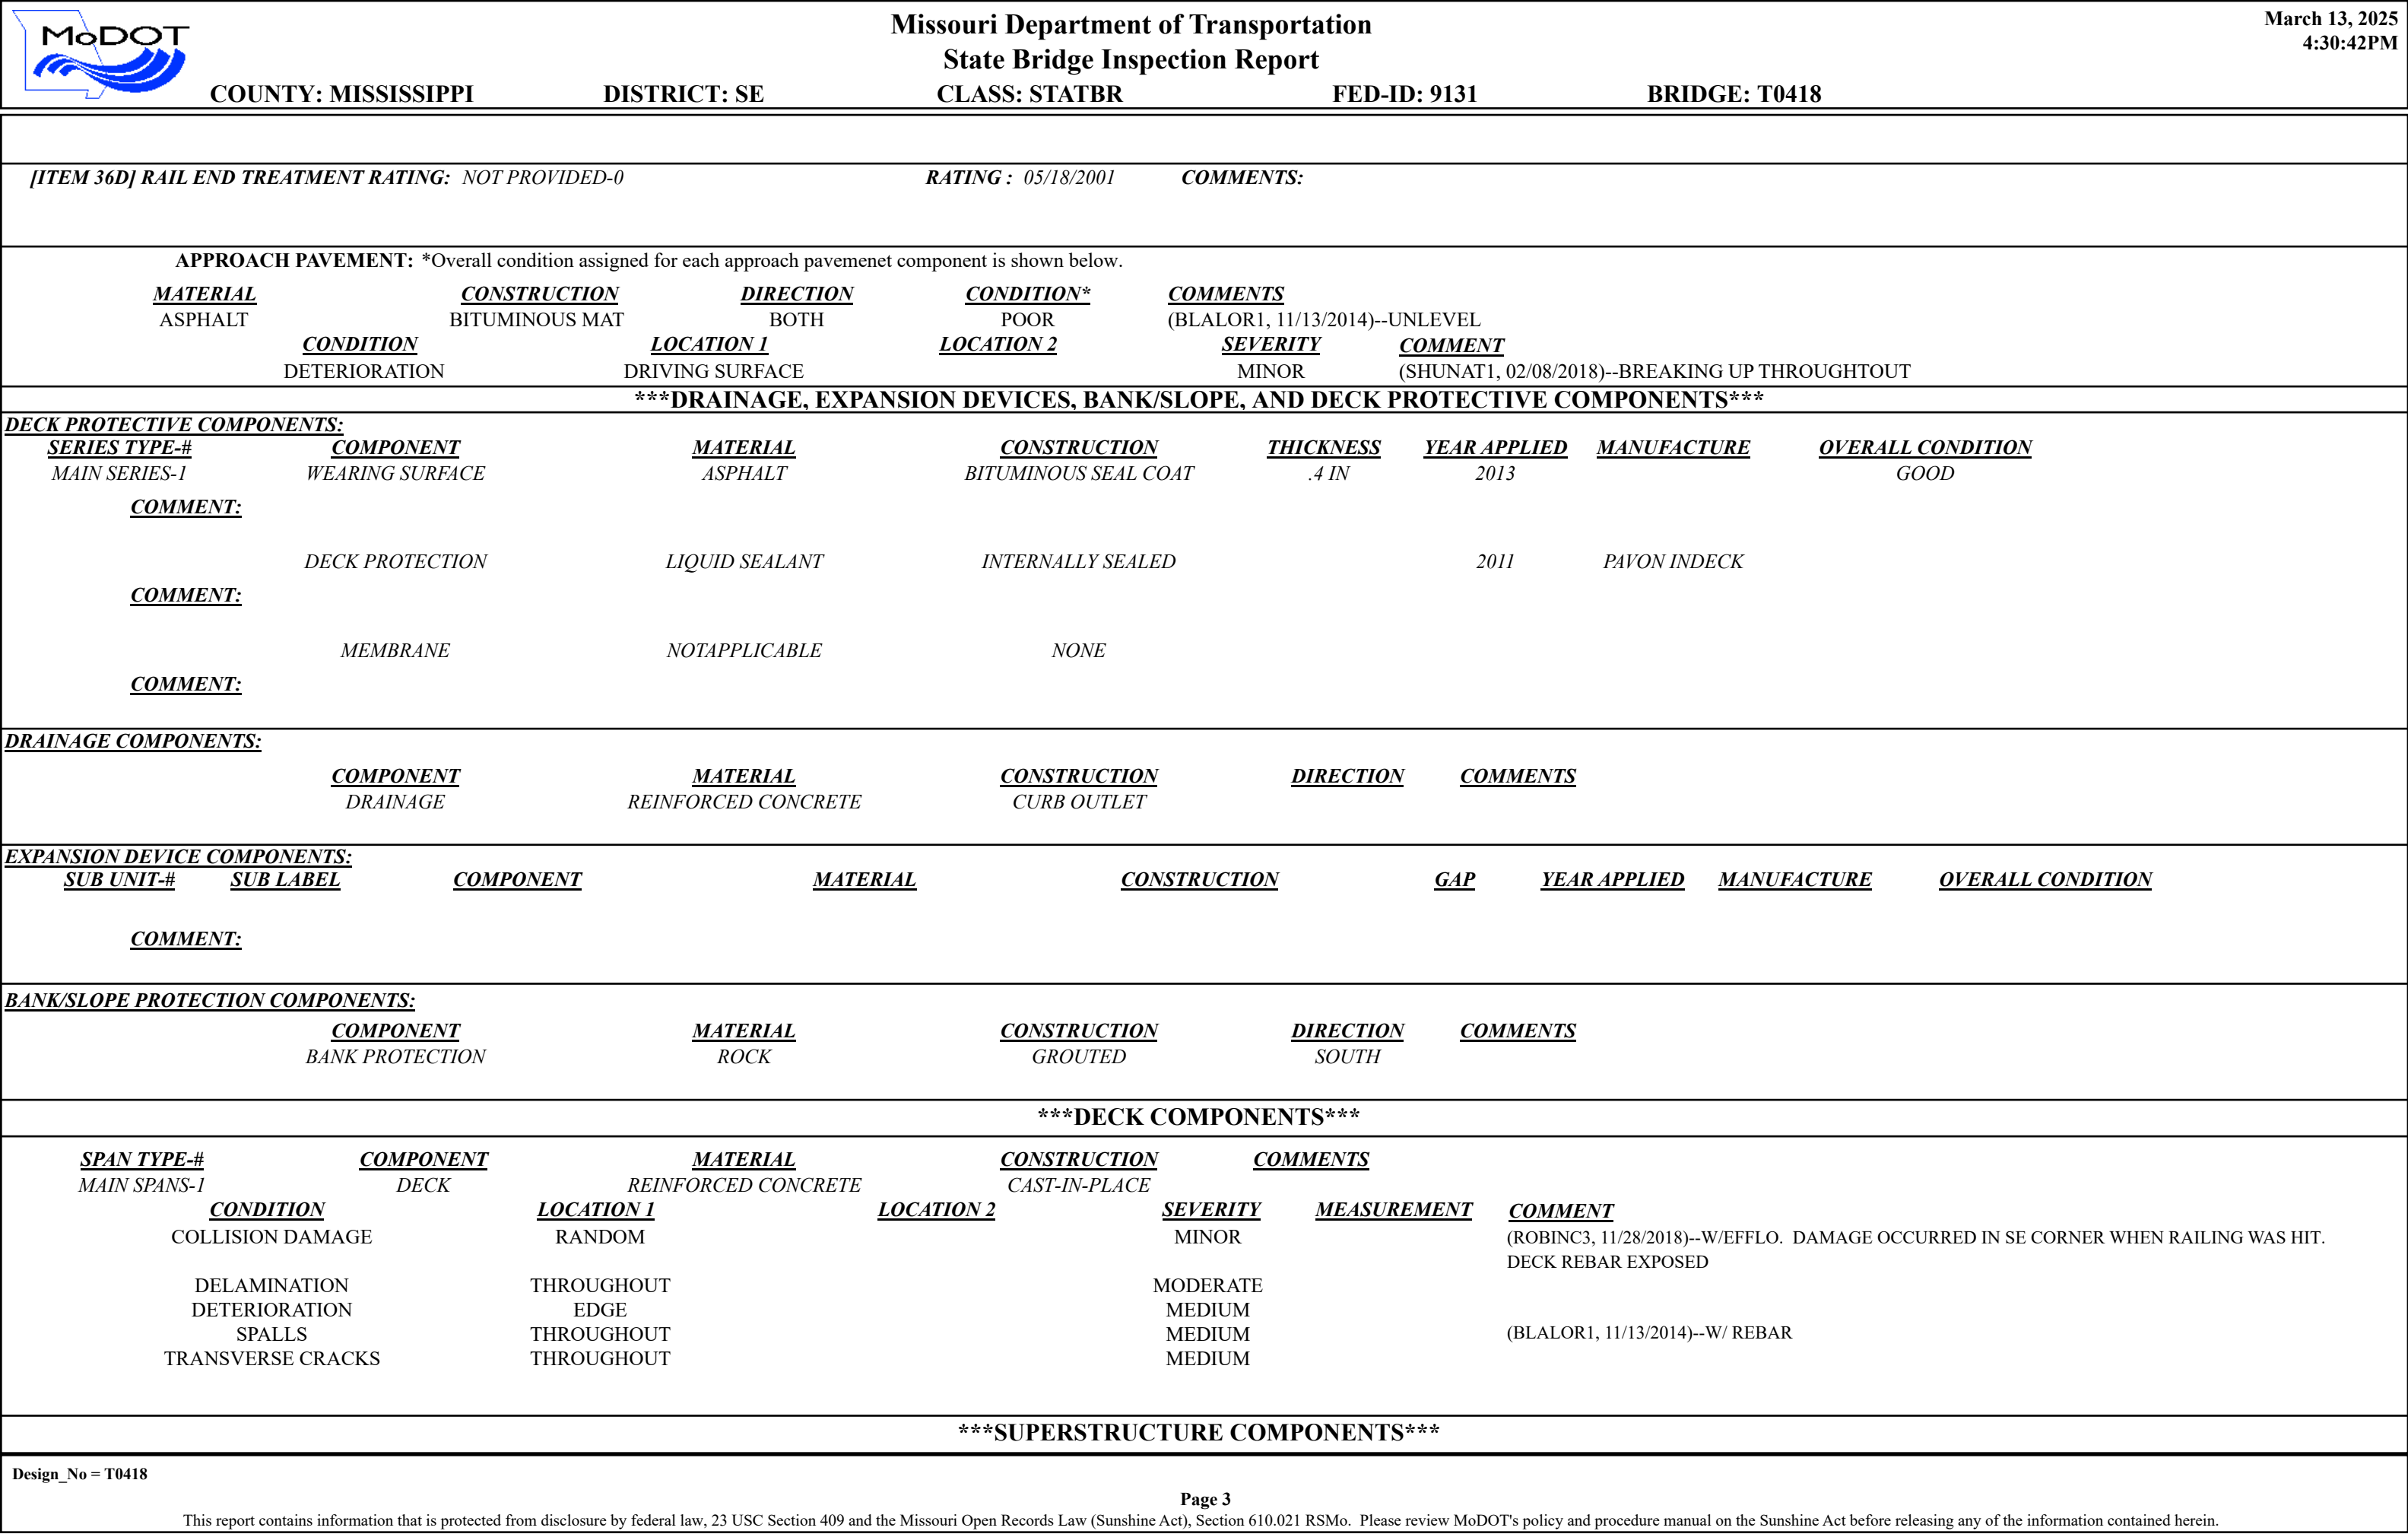 MoDOT
Missouri Department of Transportation
State Bridge Inspection Report
March 13, 2025
4:30:42PM
COUNTY: MISSISSIPPI DISTRICT: SE CLASS: STATBR FED-ID: 9131 BRIDGE: T0418
[ITEM 36D] RAIL END TREATMENT RATING: NOT PROVIDED-0 RATING : 05/18/2001 COMMENTS:
APPROACH PAVEMENT: *Overall condition assigned for each approach pavemenet component is shown below.
MATERIAL CONSTRUCTION DIRECTION CONDITION* COMMENTS
ASPHALT BITUMINOUS MAT BOTH POOR (BLALOR1, 11/13/2014)--UNLEVEL
CONDITION LOCATION 1 LOCATION 2 SEVERITY COMMENT
DETERIORATION DRIVING SURFACE MINOR (SHUNAT1, 02/08/2018)--BREAKING UP THROUGHTOUT
***DRAINAGE, EXPANSION DEVICES, BANK/SLOPE, AND DECK PROTECTIVE COMPONENTS***
DECK PROTECTIVE COMPONENTS:
SERIES TYPE-# COMPONENT MATERIAL CONSTRUCTION THICKNESS YEAR APPLIED MANUFACTURE OVERALL CONDITION
MAIN SERIES-1 WEARING SURFACE ASPHALT BITUMINOUS SEAL COAT .4 IN 2013 GOOD
COMMENT:
DECK PROTECTION LIQUID SEALANT INTERNALLY SEALED 2011 PAVON INDECK
COMMENT:
MEMBRANE NOTAPPLICABLE NONE
COMMENT:
DRAINAGE COMPONENTS:
COMPONENT MATERIAL CONSTRUCTION DIRECTION COMMENTS
DRAINAGE REINFORCED CONCRETE CURB OUTLET
EXPANSION DEVICE COMPONENTS:
SUB UNIT-# SUB LABEL COMPONENT MATERIAL CONSTRUCTION GAP YEAR APPLIED MANUFACTURE OVERALL CONDITION
COMMENT:
BANK/SLOPE PROTECTION COMPONENTS:
COMPONENT MATERIAL CONSTRUCTION DIRECTION COMMENTS
BANK PROTECTION ROCK GROUTED SOUTH
***DECK COMPONENTS***
SPAN TYPE-# COMPONENT MATERIAL CONSTRUCTION COMMENTS
MAIN SPANS-1 DECK REINFORCED CONCRETE CAST-IN-PLACE
CONDITION LOCATION 1 LOCATION 2 SEVERITY MEASUREMENT COMMENT
COLLISION DAMAGE RANDOM MINOR (ROBINC3, 11/28/2018)--W/EFFLO. DAMAGE OCCURRED IN SE CORNER WHEN RAILING WAS HIT.
DECK REBAR EXPOSED
DELAMINATION THROUGHOUT MODERATE
DETERIORATION EDGE MEDIUM
SPALLS THROUGHOUT MEDIUM (BLALOR1, 11/13/2014)--W/ REBAR
TRANSVERSE CRACKS THROUGHOUT MEDIUM
***SUPERSTRUCTURE COMPONENTS***
Design_No = T0418
Page 3
This report contains information that is protected from disclosure by federal law, 23 USC Section 409 and the Missouri Open Records Law (Sunshine Act), Section 610.021 RSMo. Please review MoDOT's policy and procedure manual on the Sunshine Act before releasing any of the information contained herein.